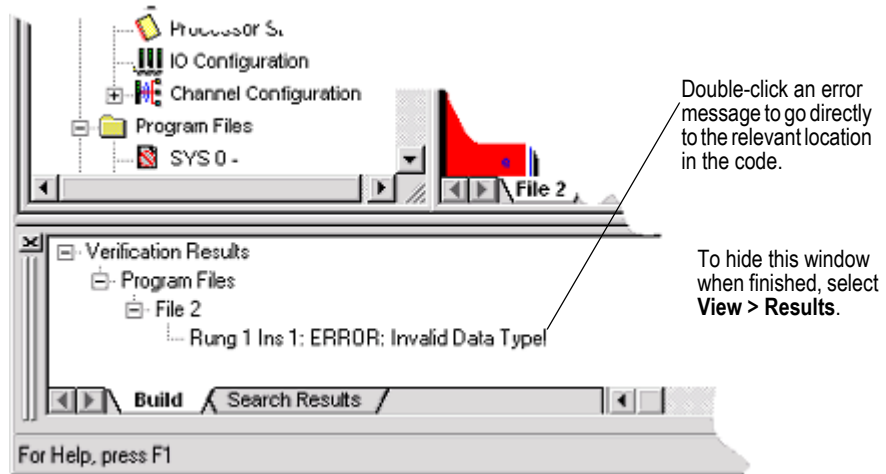 Processor
IO Configuration
Channel Configuration
Program Files
SYS 0 -
File 2
Double-click an error
message to go directly
to the relevant location
in the code.
Verification Results
Program Files
File 2
Rung 1 Ins 1: ERROR: Invalid Data Type!
To hide this window
when finished, select
View > Results.
Build
Search Results
For Help, press F1